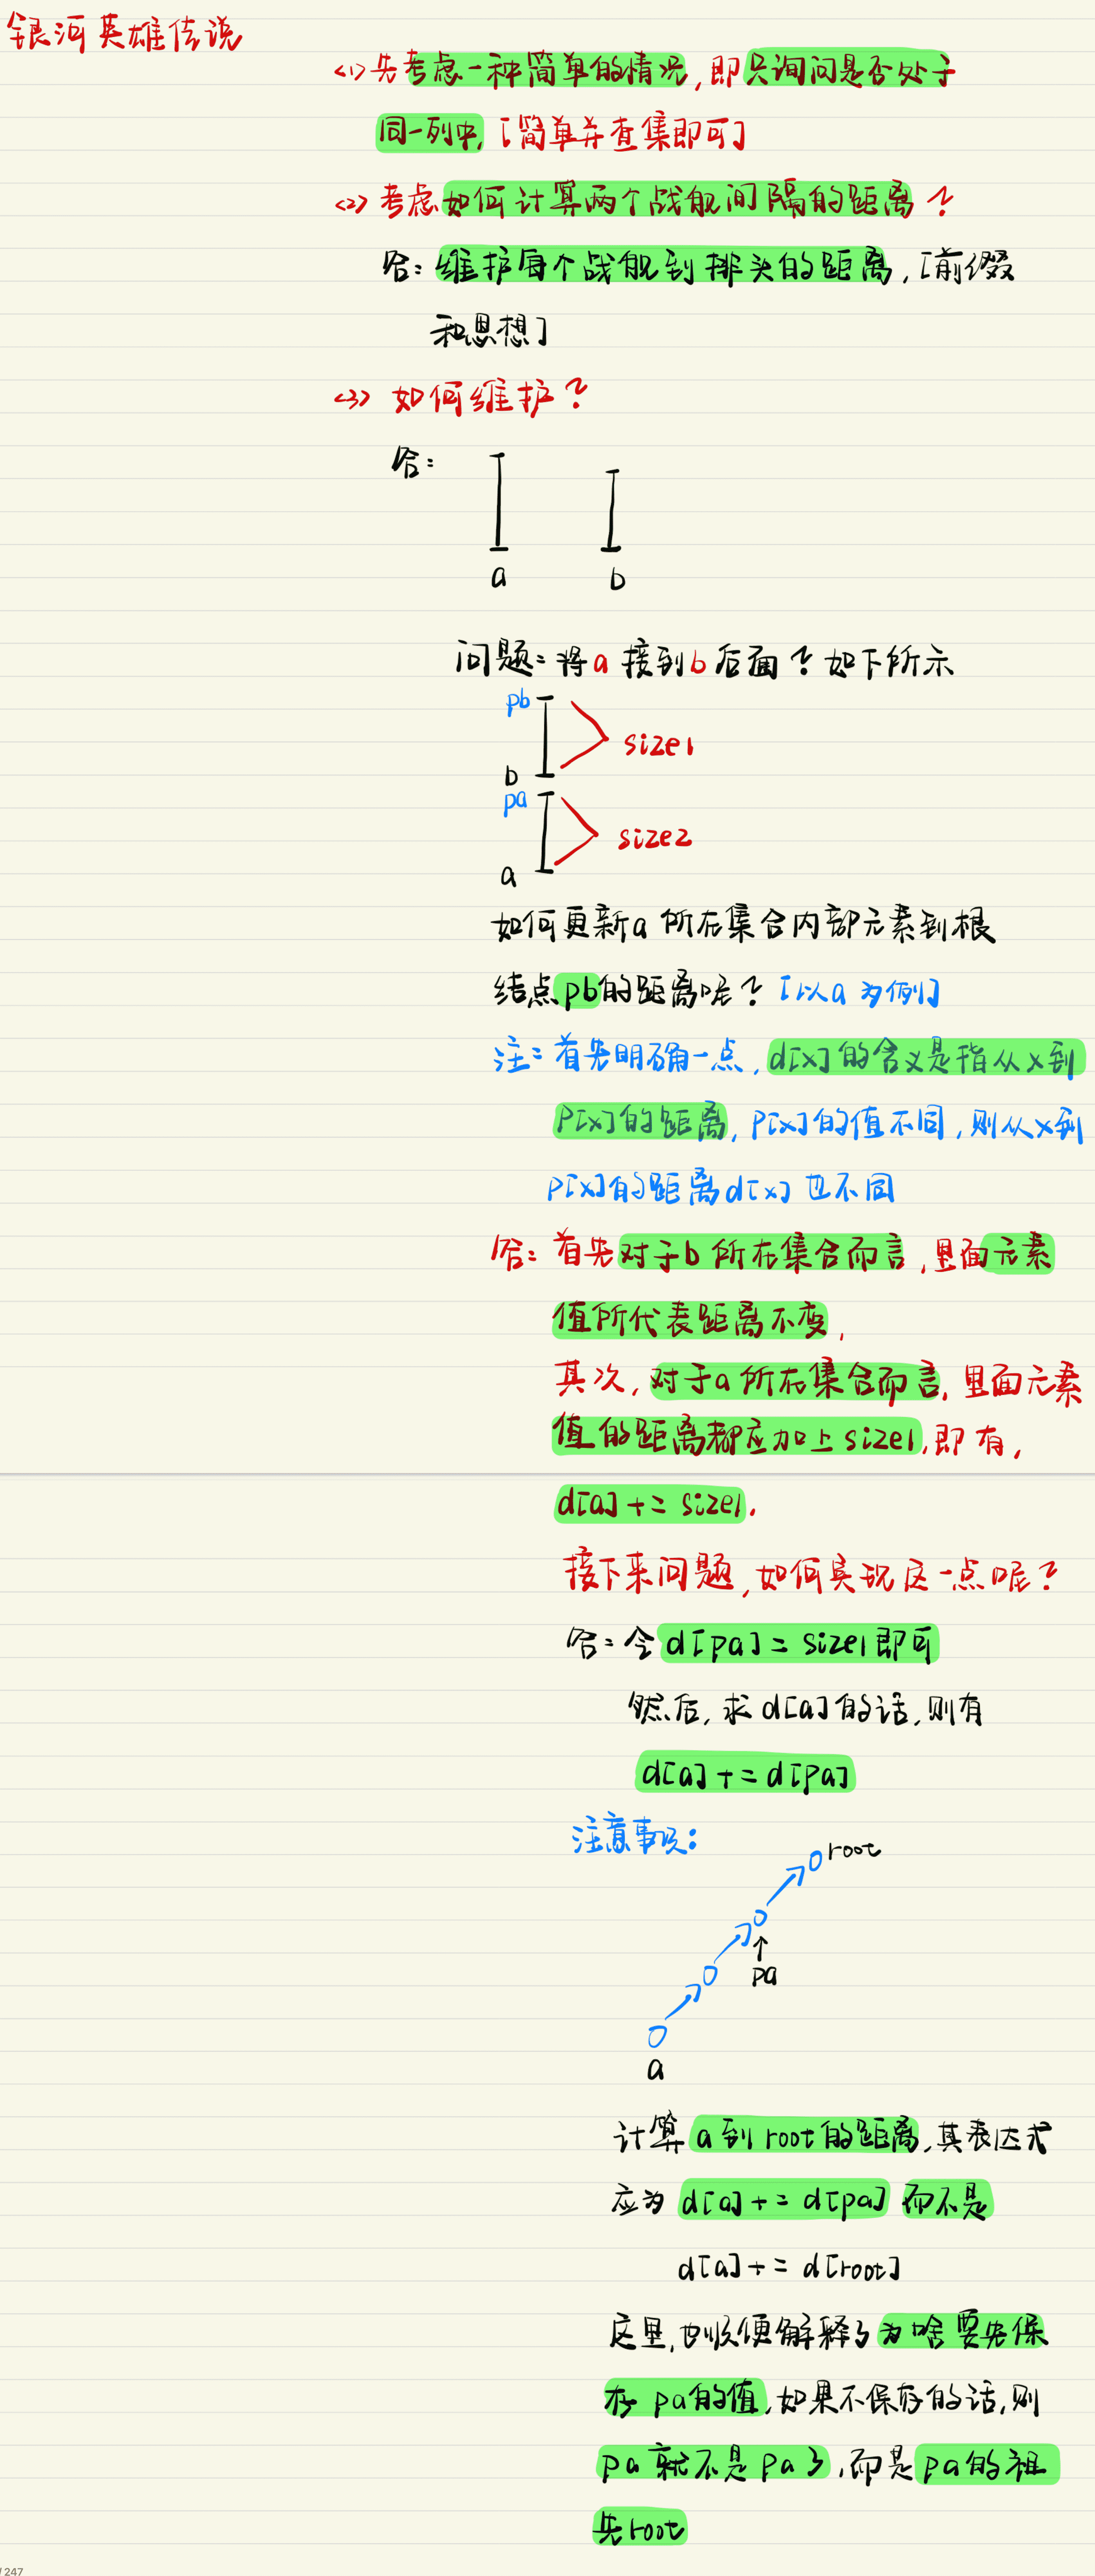 银河英雄传说
<1>先考虑一种简单的情况,即只询问是否处于
同一列中,[简单并查集即可]
<2>考虑如何计算两个战舰间隔的距离?
答:维护每个战舰到排头的距离,[前缀
和思想]
<3>如何维护?
答:
a b
问题:将a接到b后面?如下所示
pb
size1
b
pa
size2
a
如何更新a所在集合内部元素到根
结点pb的距离呢?[以a为例]
注:首先明确一点,d[x]的含义是指从x到
P[x]的距离,P[x]的值不同,则从x到
P[x]的距离d[x]也不同
答:首先对于b所在集合而言,里面元素
值所代表距离不变,
其次,对于a所在集合而言,里面元素
值的距离都应加上size1,即有,
d[a] += size1.
接下来问题,如何实现这一点呢?
答:令d[pa] = size1即可
然后,求d[a]的话,则有
d[a] += d[pa]
注意事项:
root
pa
a
计算a到root的距离,其表达式
应为d[a] += d[pa]而不是
d[a] += d[root]
这里,也顺便解释了为啥要先保
存pa的值,如果不保存的话,则
pa就不是pa了,而是pa的祖
先root
/ 247